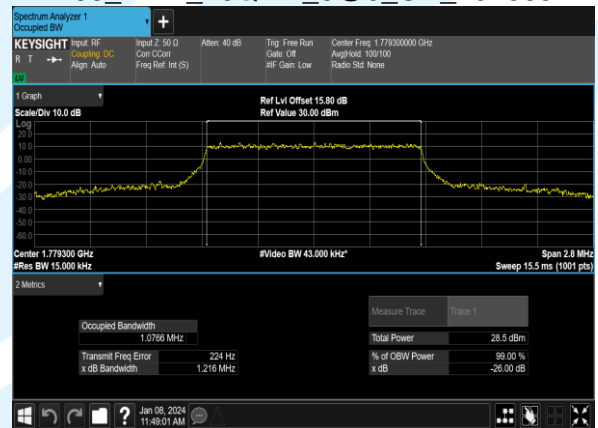 Spectrum Analyzer 1
Occupied BW
+
KEYSIGHT
R T
LV
Input: RF
Coupling: DC
Align: Auto
Input Z: 50 Ω
Corr CCorr
Freq Ref: Int (S)
Atten: 40 dB
Trig: Free Run
Gate: Off
#IF Gain: Low
Center Freq: 1.779300000 GHz
Avg|Hold: 100/100
Radio Std: None
1 Graph
Scale/Div 10.0 dB
Ref Lvl Offset 15.80 dB
Ref Value 30.00 dBm
Log
20.0
10.0
0.00
-10.0
-20.0
-30.0
-40.0
-50.0
-60.0
Center 1.779300 GHz
#Res BW 15.000 kHz
#Video BW 43.000 kHz*
Span 2.8 MHz
Sweep 15.5 ms (1001 pts)
2 Metrics
Measure Trace Trace 1
Occupied Bandwidth
1.0766 MHz
Total Power 28.5 dBm
Transmit Freq Error 224 Hz
x dB Bandwidth 1.216 MHz
% of OBW Power 99.00 %
x dB -26.00 dB
?
Jan 08, 2024
11:49:01 AM